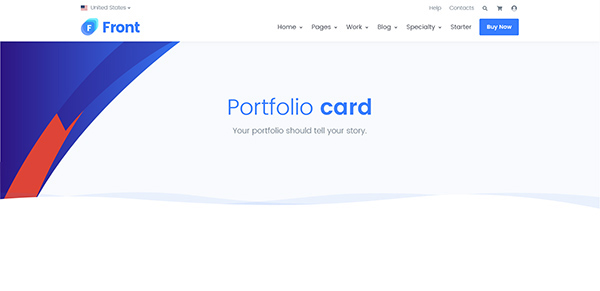 United States
Help Contacts
F Front
Home Pages Work Blog Specialty Starter Buy Now
Portfolio card
Your portfolio should tell your story.